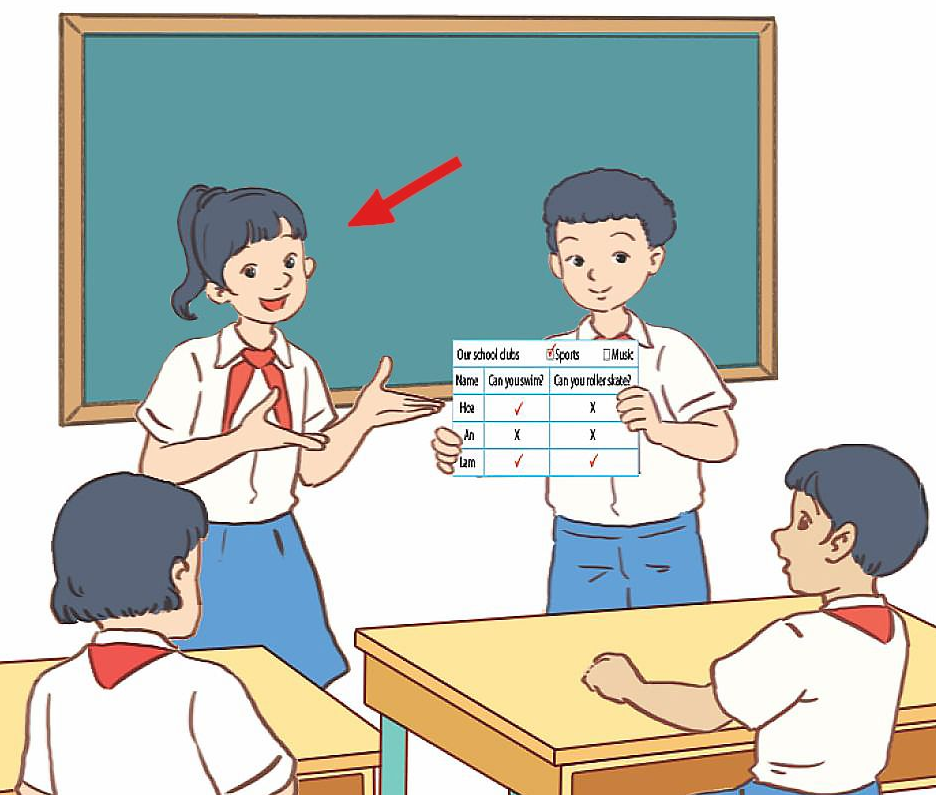 Our school clubs ☑ Sports ☐ Music
Name Can you swim? Can you roller skate?
Hoa ✓ X
An X X
Lam ✓ ✓